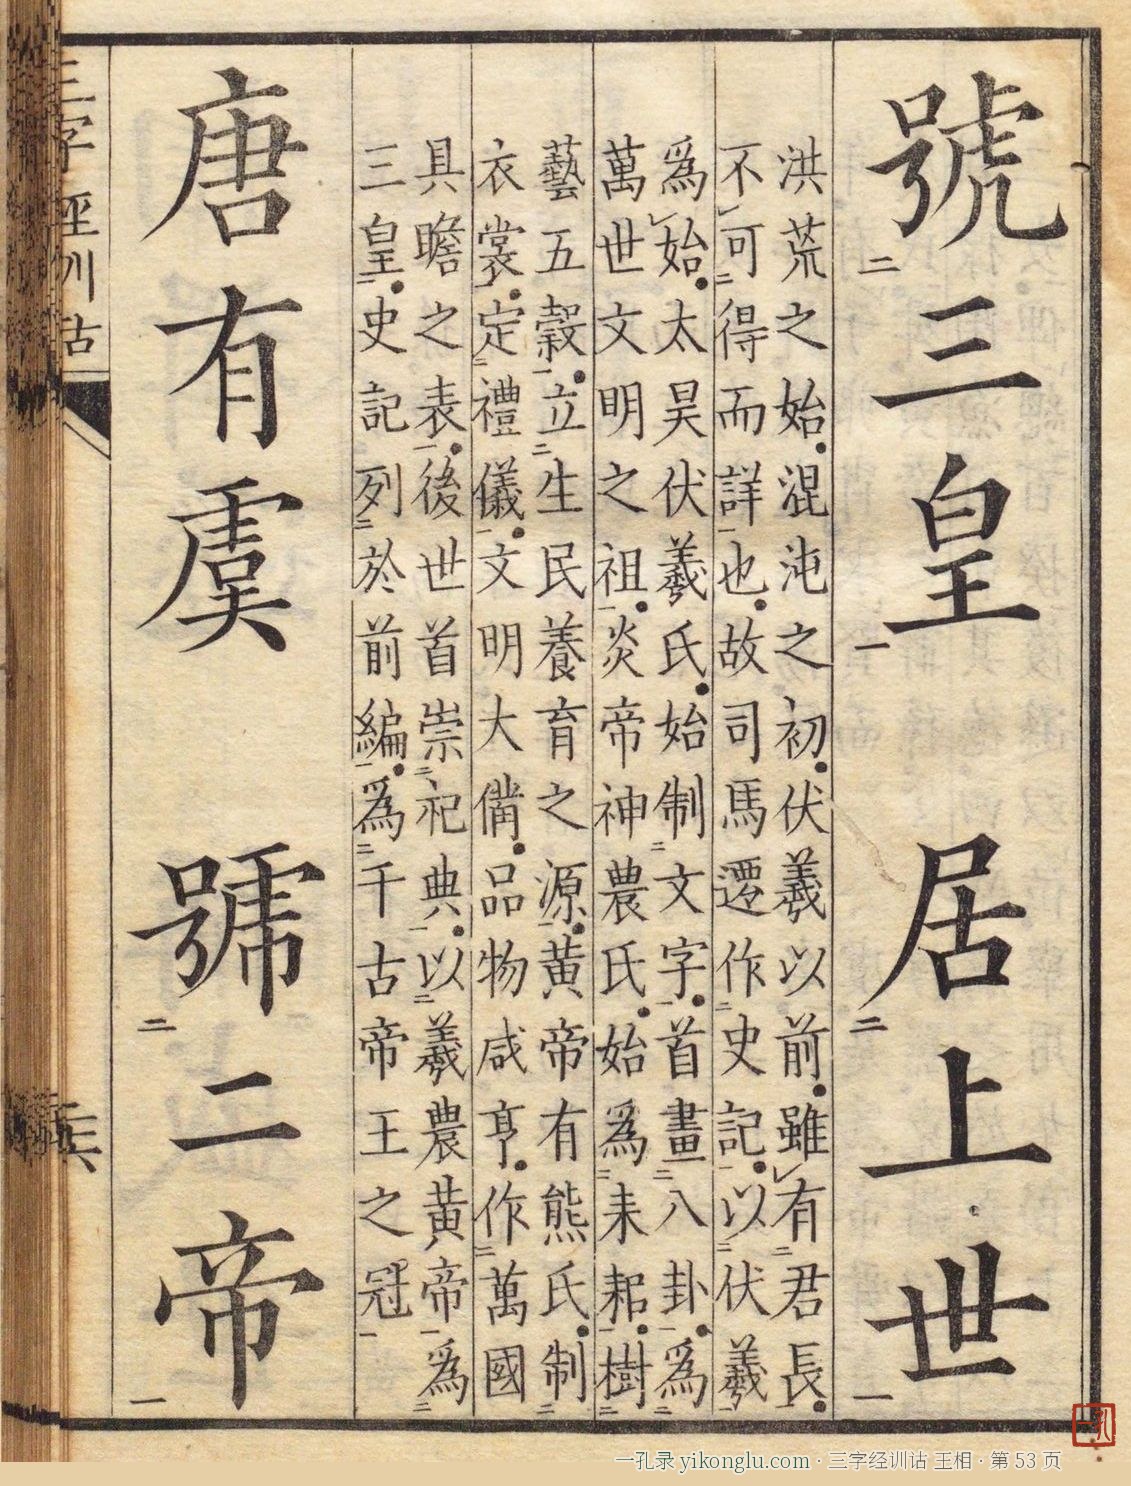 號三皇 居上世
洪荒之始混沌之初伏羲以前雖有君長
不可得而詳也故司馬遷作史記以伏羲
爲始太昊伏羲氏始制文字首畫八卦爲
萬世文明之祖炎帝神農氏始爲耒耜樹
藝五穀立生民養育之源黃帝有熊氏制
衣裳定禮儀文明大備品物咸亨作萬國
具瞻之表後世首崇祀典以羲農黃帝爲
三皇史記列於前編爲千古帝王之冠
唐有虞 號二帝
三字經訓詁
一孔录 yikonglu.com · 三字经训诂 王相 · 第 53 页